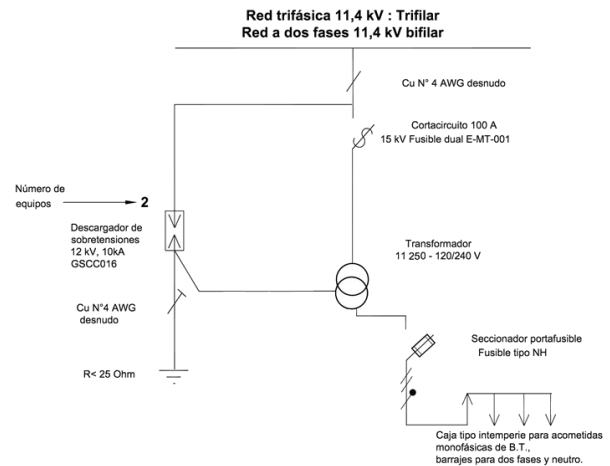 Red trifásica 11,4 kV : Trifilar
Red a dos fases 11,4 kV bifilar
Cu N° 4 AWG desnudo
Cortacircuito 100 A
15 kV Fusible dual E-MT-001
Número de
equipos
2
Descargador de
sobretensiones
12 kV, 10kA
GSCC016
Transformador
11 250 - 120/240 V
Cu N°4 AWG
desnudo
Seccionador portafusible
Fusible tipo NH
R< 25 Ohm
Caja tipo intemperie para acometidas
monofásicas de B.T.,
barrajes para dos fases y neutro.